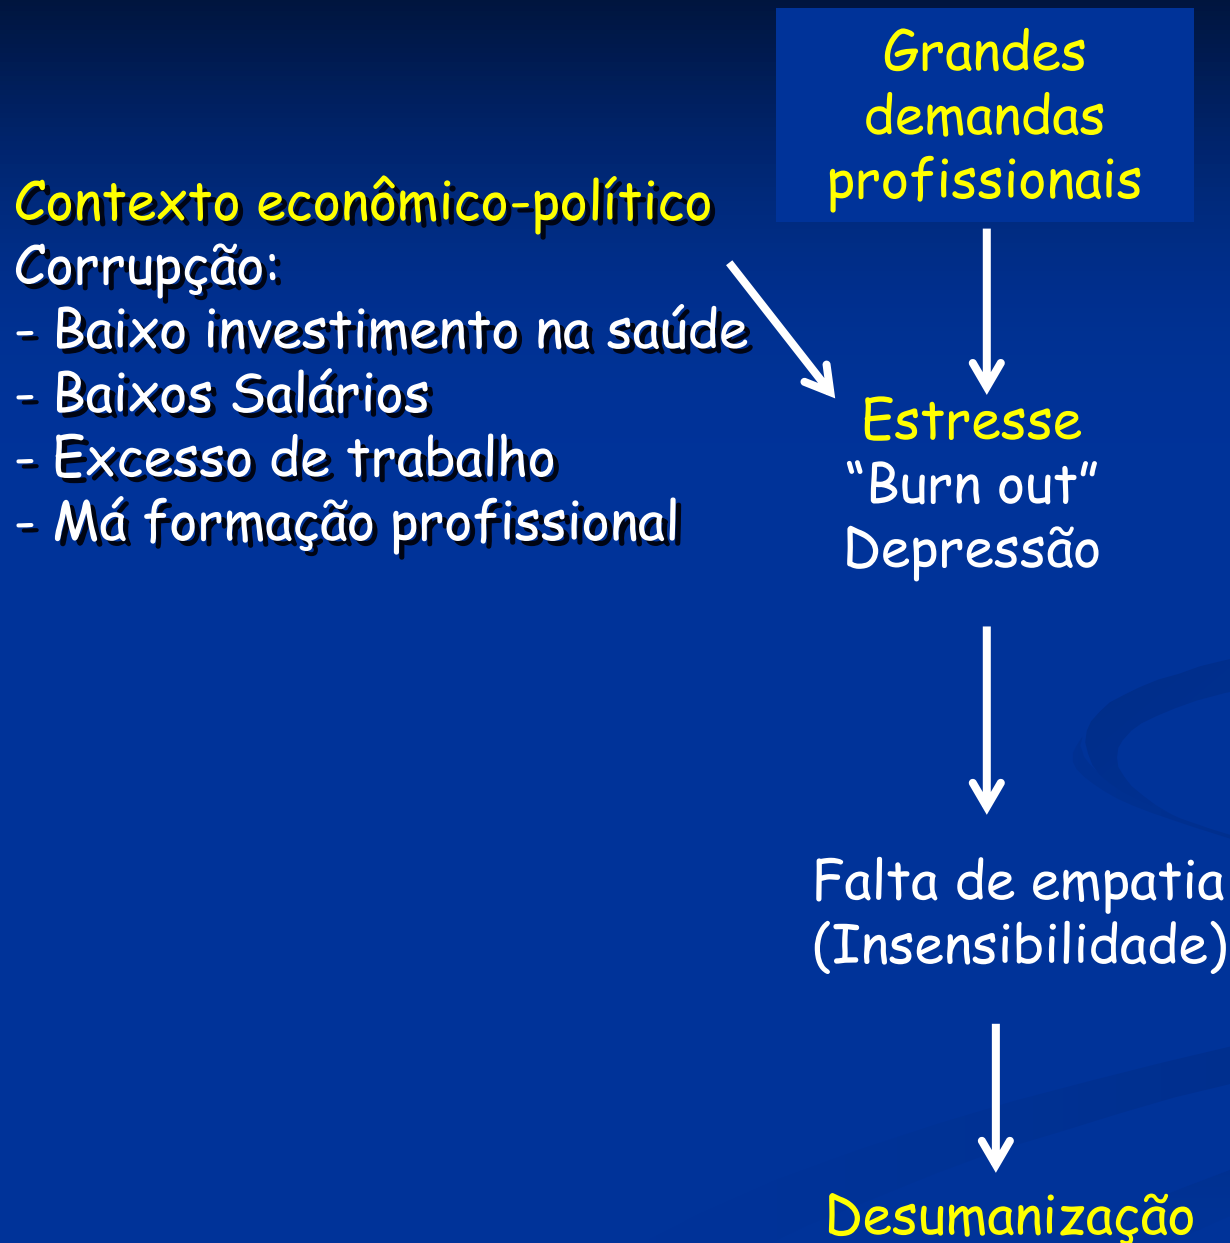 Grandes
demandas
profissionais
Contexto econômico-político
Corrupção:
- Baixo investimento na saúde
- Baixos Salários
- Excesso de trabalho
- Má formação profissional
Estresse
“Burn out”
Depressão
Falta de empatia
(Insensibilidade)
Desumanização